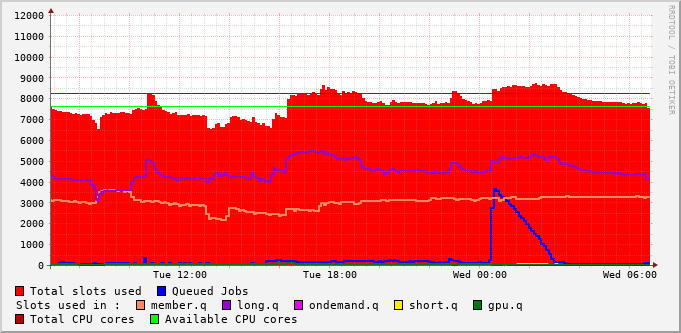 12000
11000
10000
9000
8000
7000
6000
5000
4000
3000
2000
1000
0
Tue 12:00 Tue 18:00 Wed 00:00 Wed 06:00
Total slots used Queued Jobs
Slots used in : member.q long.q ondemand.q short.q gpu.q
Total CPU cores Available CPU cores
RRDTOOL / TOBI OETIKER